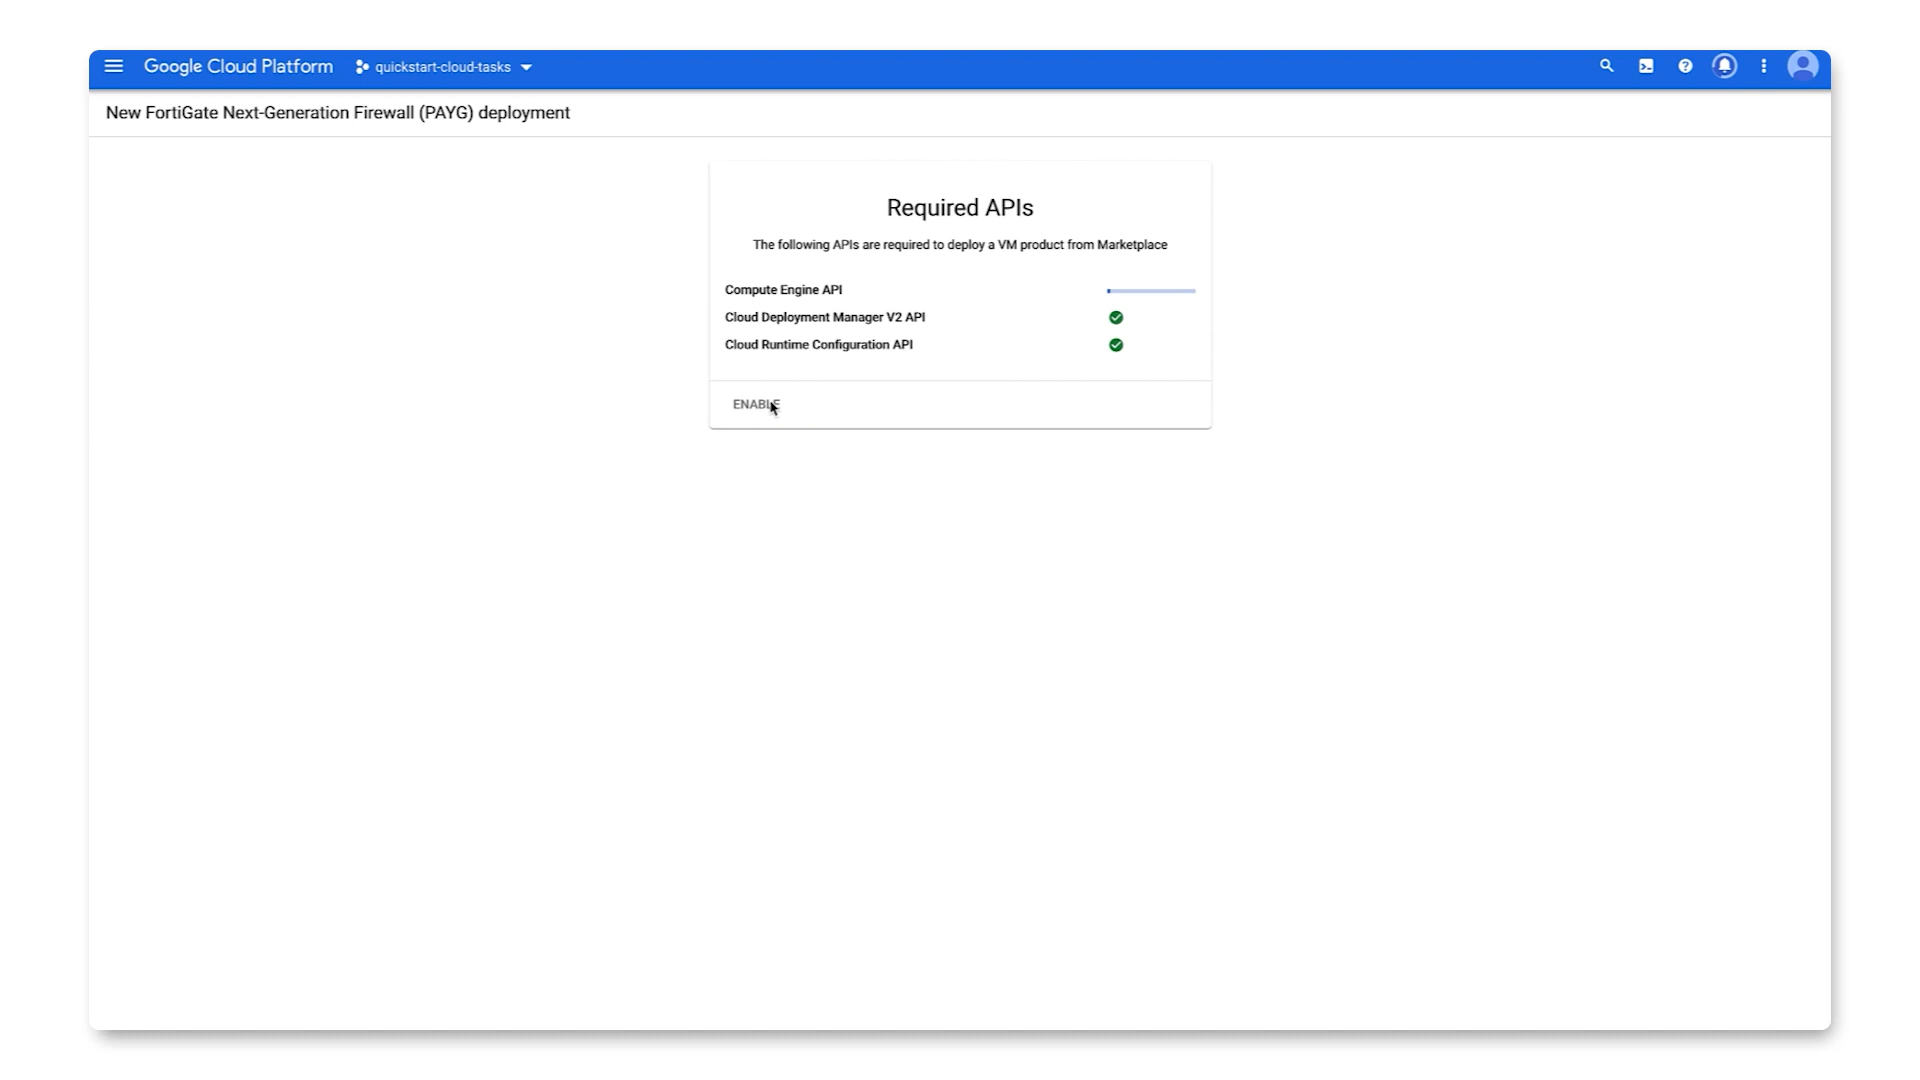 Google Cloud Platform quickstart-cloud-tasks
New FortiGate Next-Generation Firewall (PAYG) deployment
Required APIs
The following APIs are required to deploy a VM product from Marketplace
Compute Engine API
Cloud Deployment Manager V2 API
Cloud Runtime Configuration API
ENABLE